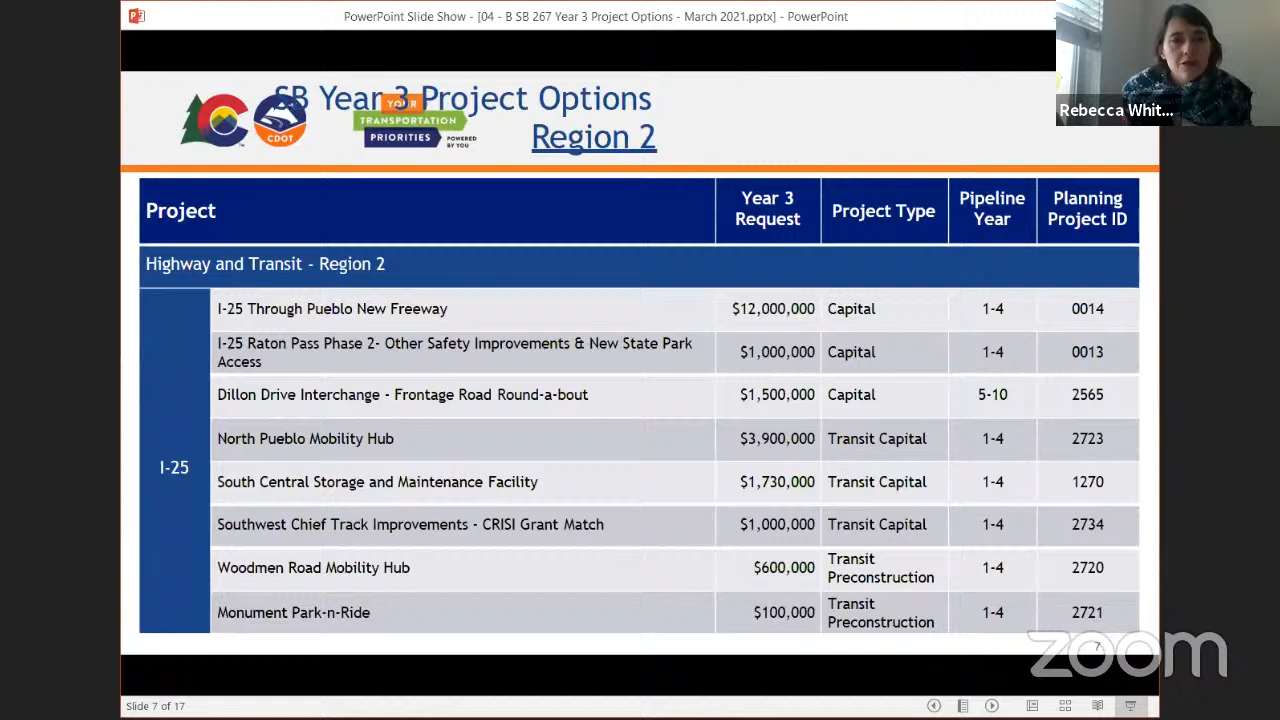 PowerPoint Slide Show - [04 - B SB 267 Year 3 Project Options - March 2021.pptx] - PowerPoint
Rebecca Whit...
SB Year 3 Project Options
Region 2
CDOT
YOUR
TRANSPORTATION
PRIORITIES
POWERED
BY YOU
Project
Year 3
Request
Project Type
Pipeline
Year
Planning
Project ID
Highway and Transit - Region 2
I-25
I-25 Through Pueblo New Freeway $12,000,000 Capital 1-4 0014
I-25 Raton Pass Phase 2- Other Safety Improvements & New State Park
Access
$1,000,000 Capital 1-4 0013
Dillon Drive Interchange - Frontage Road Round-a-bout $1,500,000 Capital 5-10 2565
North Pueblo Mobility Hub $3,900,000 Transit Capital 1-4 2723
South Central Storage and Maintenance Facility $1,730,000 Transit Capital 1-4 1270
Southwest Chief Track Improvements - CRISI Grant Match $1,000,000 Transit Capital 1-4 2734
Woodmen Road Mobility Hub $600,000 Transit
Preconstruction
1-4 2720
Monument Park-n-Ride $100,000 Transit
Preconstruction
1-4 2721
7
zoom
Slide 7 of 17